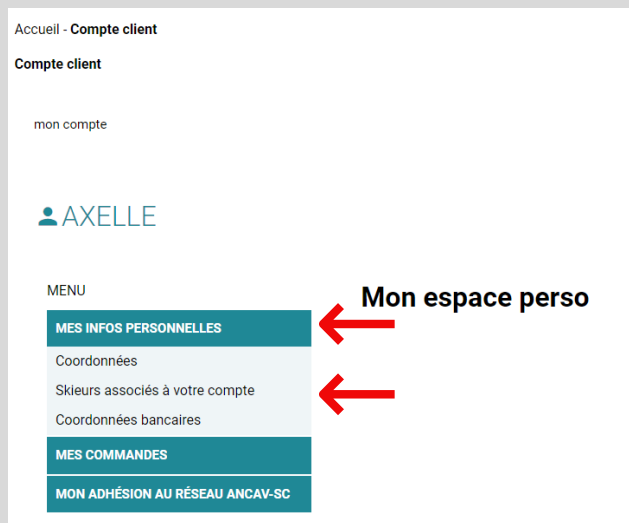 Accueil - Compte client
Compte client
mon compte
AXELLE
MENU
Mon espace perso
MES INFOS PERSONNELLES
Coordonnées
Skieurs associés à votre compte
Coordonnées bancaires
MES COMMANDES
MON ADHÉSION AU RÉSEAU ANCAV-SC